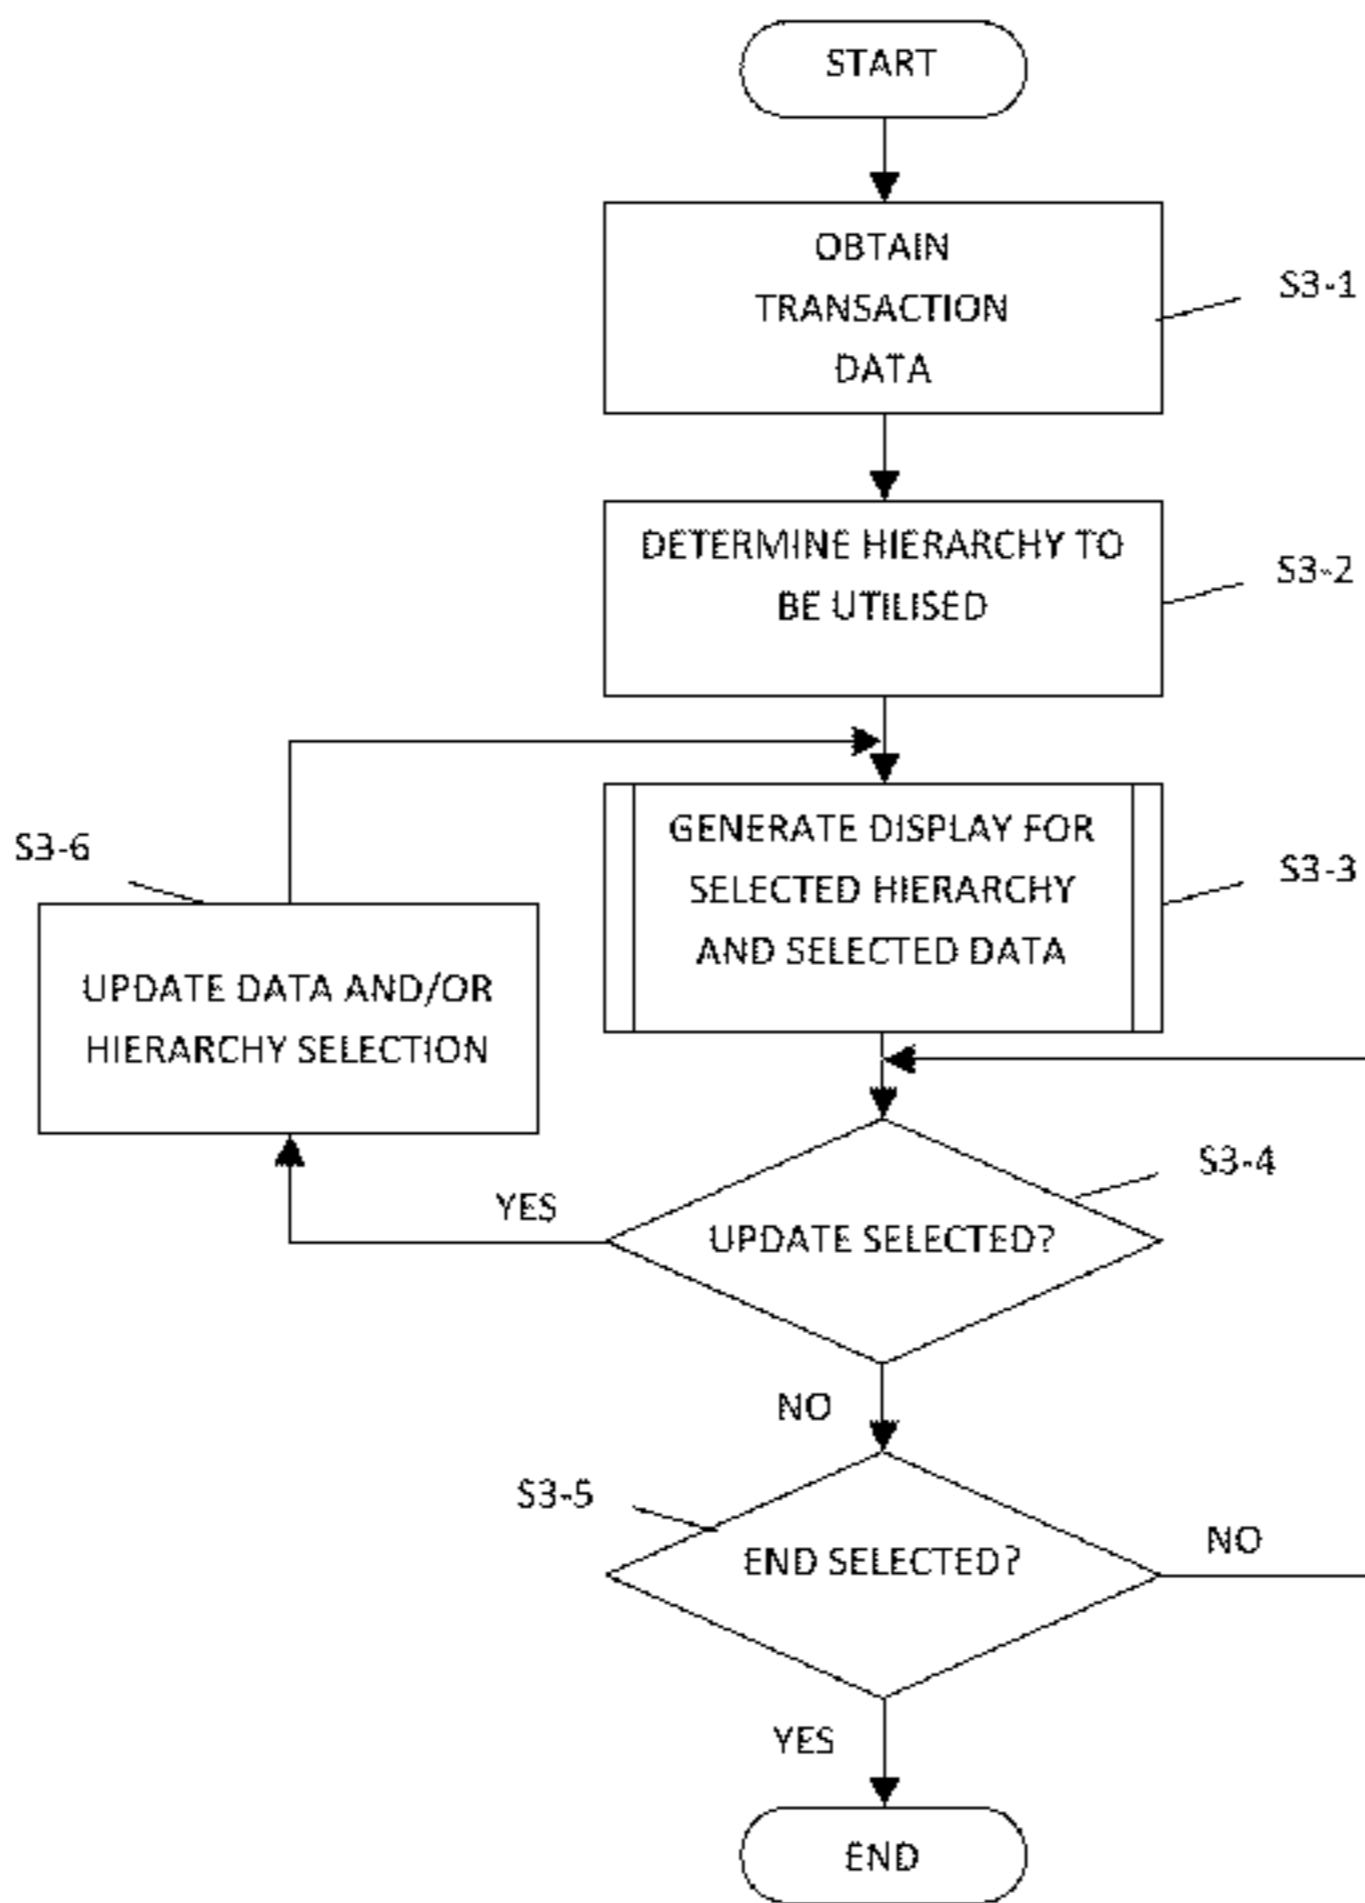 START
OBTAIN
TRANSACTION
DATA
S3-1
DETERMINE HIERARCHY TO
BE UTILISED
S3-2
GENERATE DISPLAY FOR
SELECTED HIERARCHY
AND SELECTED DATA
S3-3
S3-6
UPDATE DATA AND/OR
HIERARCHY SELECTION
S3-4
YES
UPDATE SELECTED?
NO
S3-5
END SELECTED?
NO
YES
END